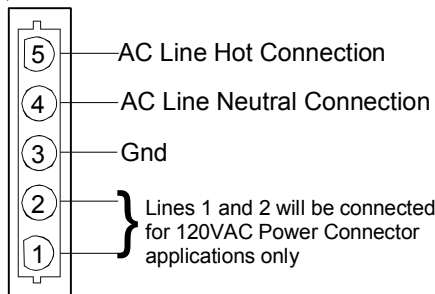 5 AC Line Hot Connection
4 AC Line Neutral Connection
3 Gnd
2
1
Lines 1 and 2 will be connected
for 120VAC Power Connector
applications only